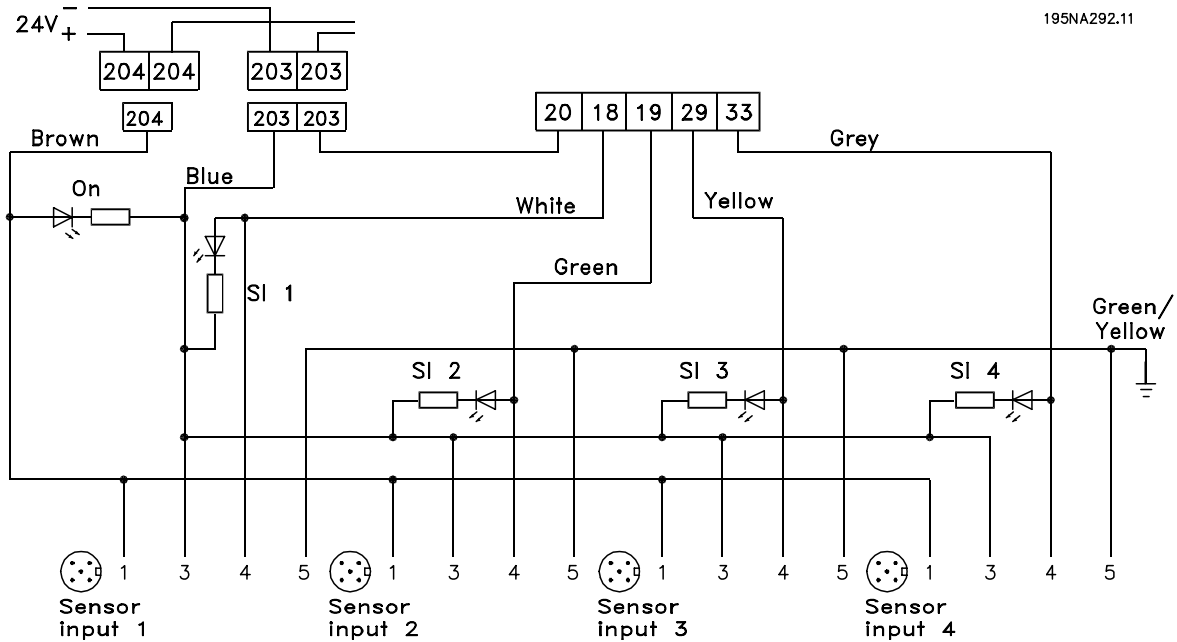 195NA292.11
24V
−
+
204 204 203 203
204 203 203
20 18 19 29 33
Brown
Grey
Blue
On
White
Yellow
Green
SI 1
Green/
Yellow
SI 2
SI 3
SI 4
1 3 4 5 1 3 4 5 1 3 4 5 1 3 4 5
Sensor
input 1
Sensor
input 2
Sensor
input 3
Sensor
input 4